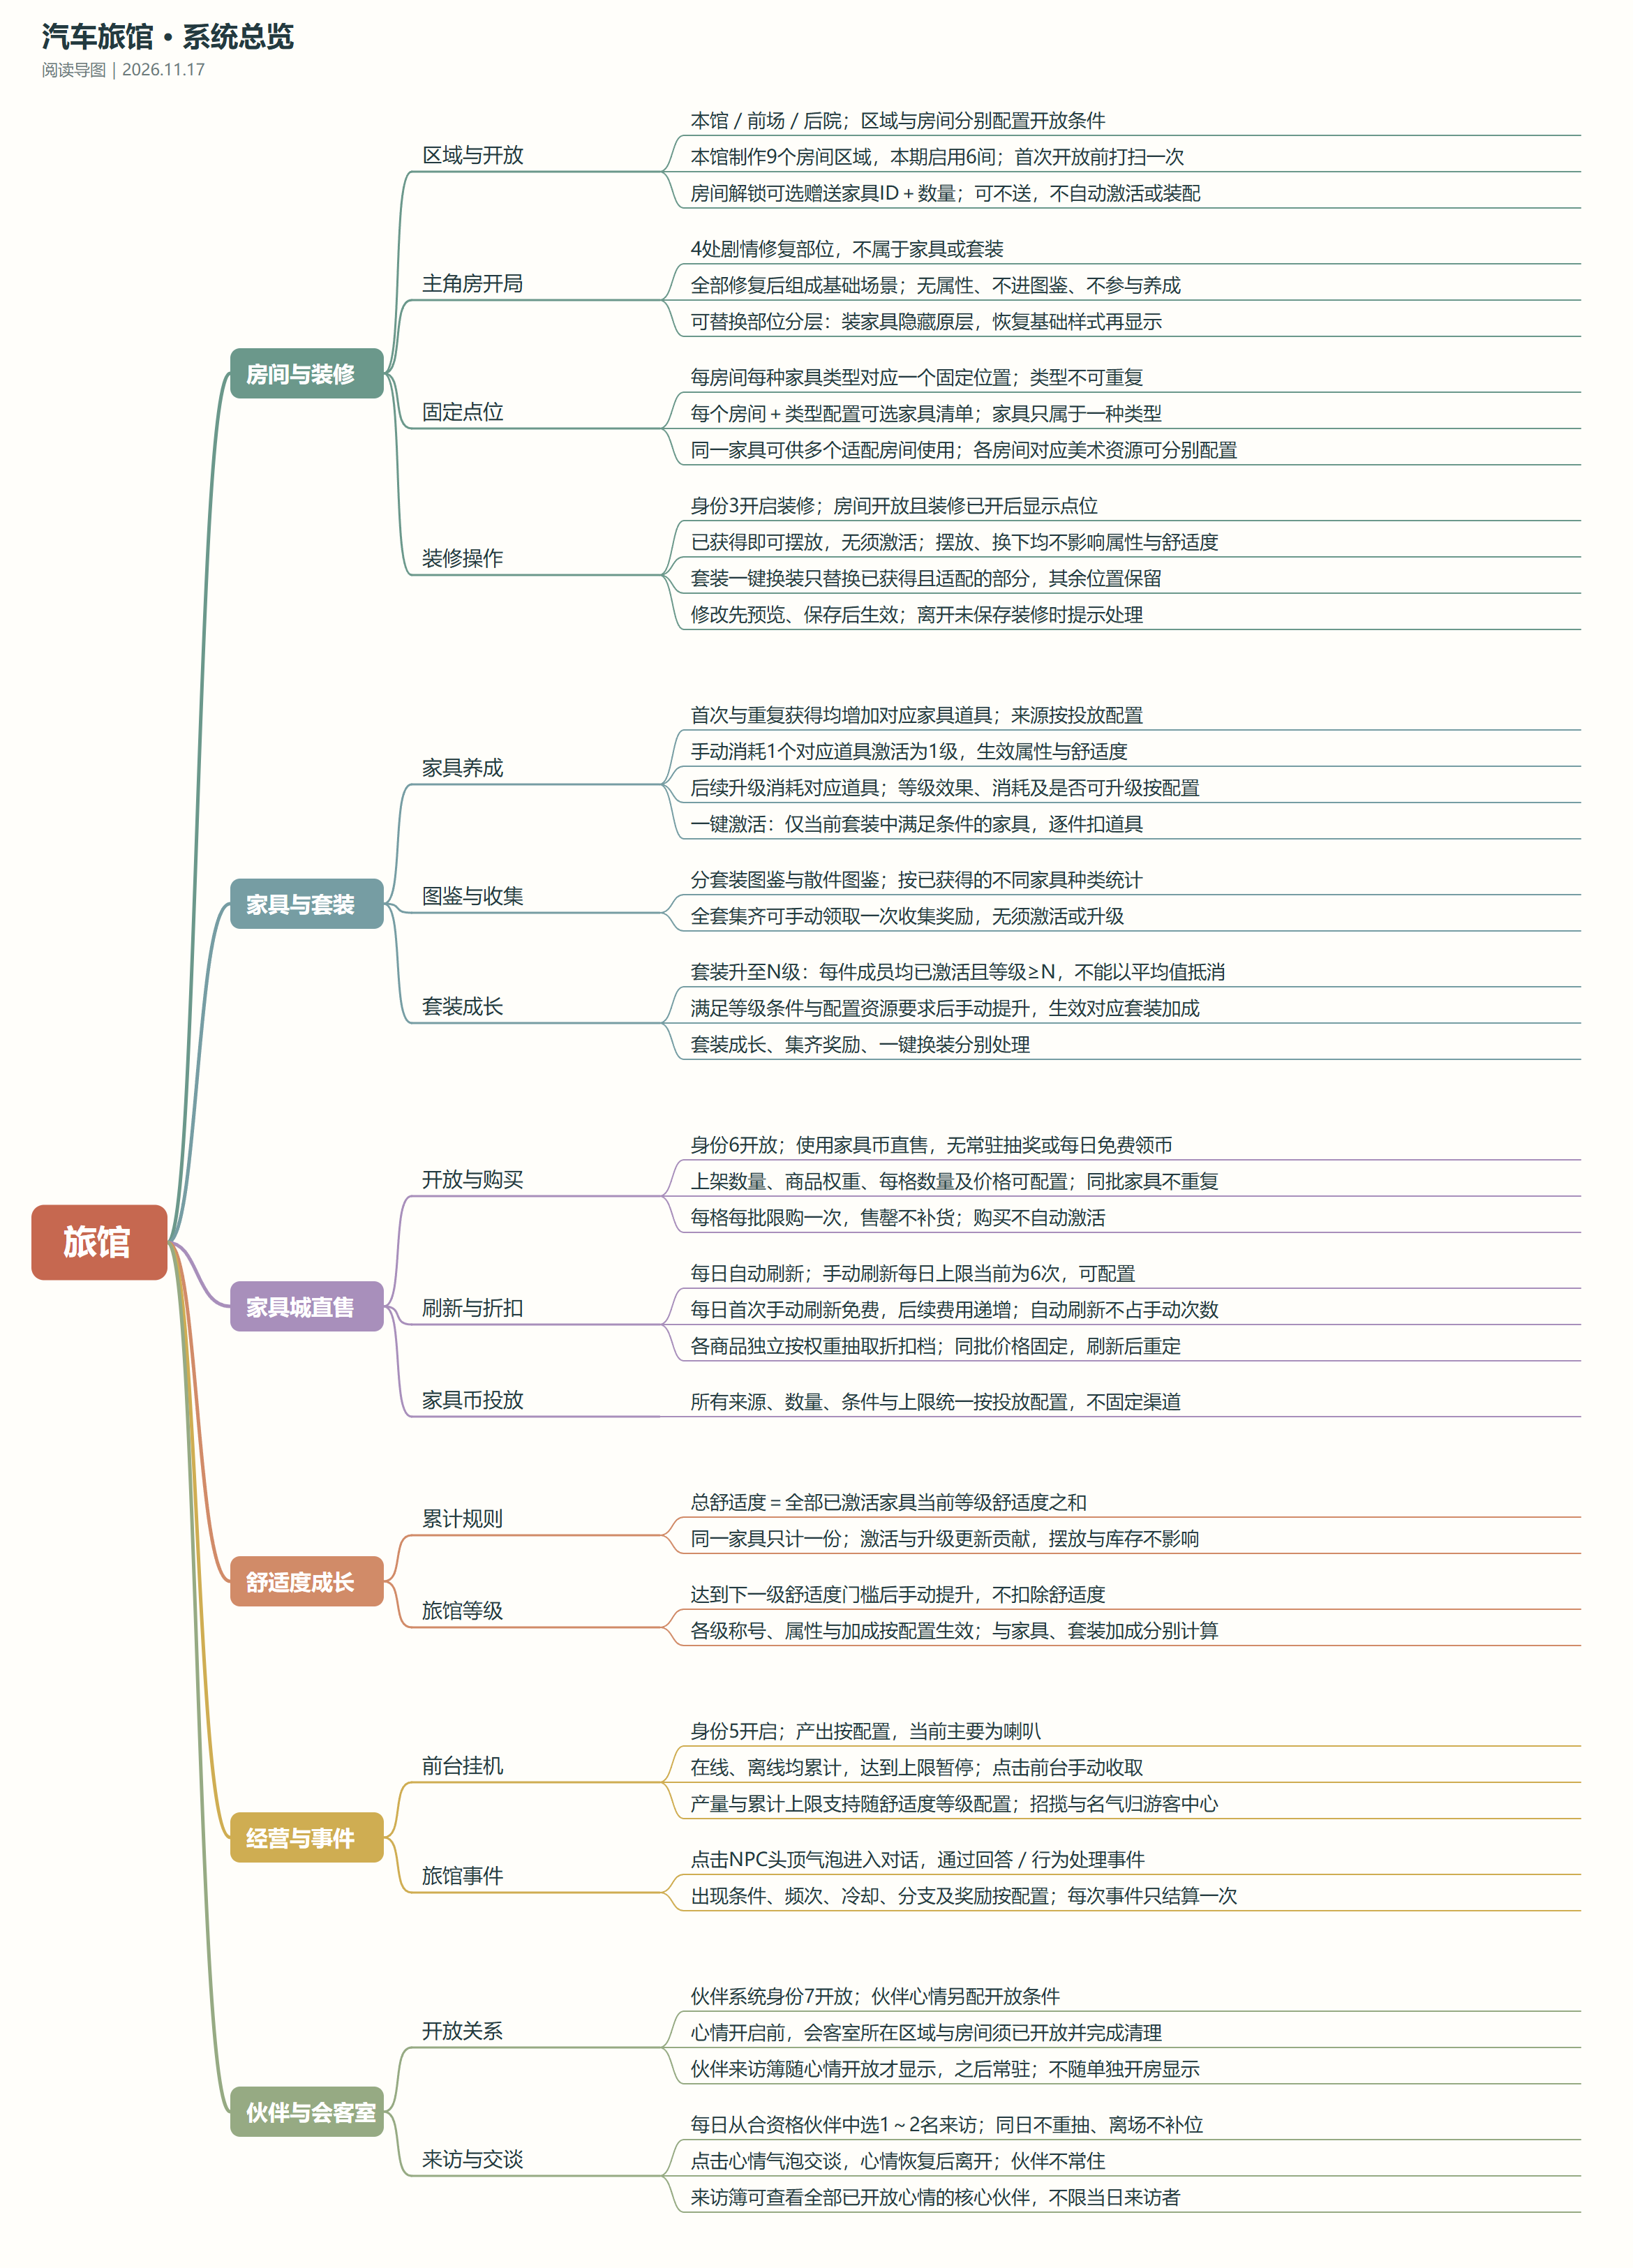 汽车旅馆·系统总览
阅读导图｜2026.11.17
旅馆
房间与装修
区域与开放
本馆 / 前场 / 后院；区域与房间分别配置开放条件
本馆制作9个房间区域，本期启用6间；首次开放前打扫一次
房间解锁可选赠送家具ID + 数量；可不送，不自动激活或装配
主角房开局
4处剧情修复部位，不属于家具或套装
全部修复后组成基础场景；无属性、不进图鉴、不参与养成
可替换部位分层：装家具隐藏原层，恢复基础样式再显示
固定点位
每房间每种家具类型对应一个固定位置；类型不可重复
每个房间 + 类型配置可选家具清单；家具只属于一种类型
同一家具可供多个适配房间使用；各房间对应美术资源可分别配置
装修操作
身份3开启装修；房间开放且装修已开后显示点位
已获得即可摆放，无须激活；摆放、换下均不影响属性与舒适度
套装一键换装只替换已获得且适配的部分，其余位置保留
修改先预览、保存后生效；离开未保存装修时提示处理
家具与套装
家具养成
首次与重复获得均增加对应家具道具；来源按投放配置
手动消耗1个对应道具激活为1级，生效属性与舒适度
后续升级消耗对应道具；等级效果、消耗及是否可升级按配置
一键激活：仅当前套装中满足条件的家具，逐件扣道具
图鉴与收集
分套装图鉴与散件图鉴；按已获得的不同家具种类统计
全套集齐可手动领取一次收集奖励，无须激活或升级
套装成长
套装升至N级：每件成员均已激活且等级≥N，不能以平均值抵消
满足等级条件与配置资源要求后手动提升，生效对应套装加成
套装成长、集齐奖励、一键换装分别处理
家具城直售
开放与购买
身份6开放；使用家具币直售，无常驻抽奖或每日免费领币
上架数量、商品权重、每格数量及价格可配置；同批家具不重复
每格每批限购一次，售罄不补货；购买不自动激活
刷新与折扣
每日自动刷新；手动刷新每日上限当前为6次，可配置
每日首次手动刷新免费，后续费用递增；自动刷新不占手动次数
各商品独立按权重抽取折扣档；同批价格固定，刷新后重定
家具币投放
所有来源、数量、条件与上限统一按投放配置，不固定渠道
舒适度成长
累计规则
总舒适度 = 全部已激活家具当前等级舒适度之和
同一家具只计一份；激活与升级更新贡献，摆放与库存不影响
旅馆等级
达到下一级舒适度门槛后手动提升，不扣除舒适度
各级称号、属性与加成按配置生效；与家具、套装加成分别计算
经营与事件
前台挂机
身份5开启；产出按配置，当前主要为喇叭
在线、离线均累计，达到上限暂停；点击前台手动收取
产量与累计上限支持随舒适度等级配置；招揽与名气归游客中心
旅馆事件
点击NPC头顶气泡进入对话，通过回答 / 行为处理事件
出现条件、频次、冷却、分支及奖励按配置；每次事件只结算一次
伙伴与会客室
开放关系
伙伴系统身份7开放；伙伴心情另配开放条件
心情开启前，会客室所在区域与房间须已开放并完成清理
伙伴来访簿随心情开放才显示，之后常驻；不随单独开房显示
来访与交谈
每日从合资格伙伴中选1～2名来访；同日不重抽、离场不补位
点击心情气泡交谈，心情恢复后离开；伙伴不常住
来访簿可查看全部已开放心情的核心伙伴，不限当日来访者